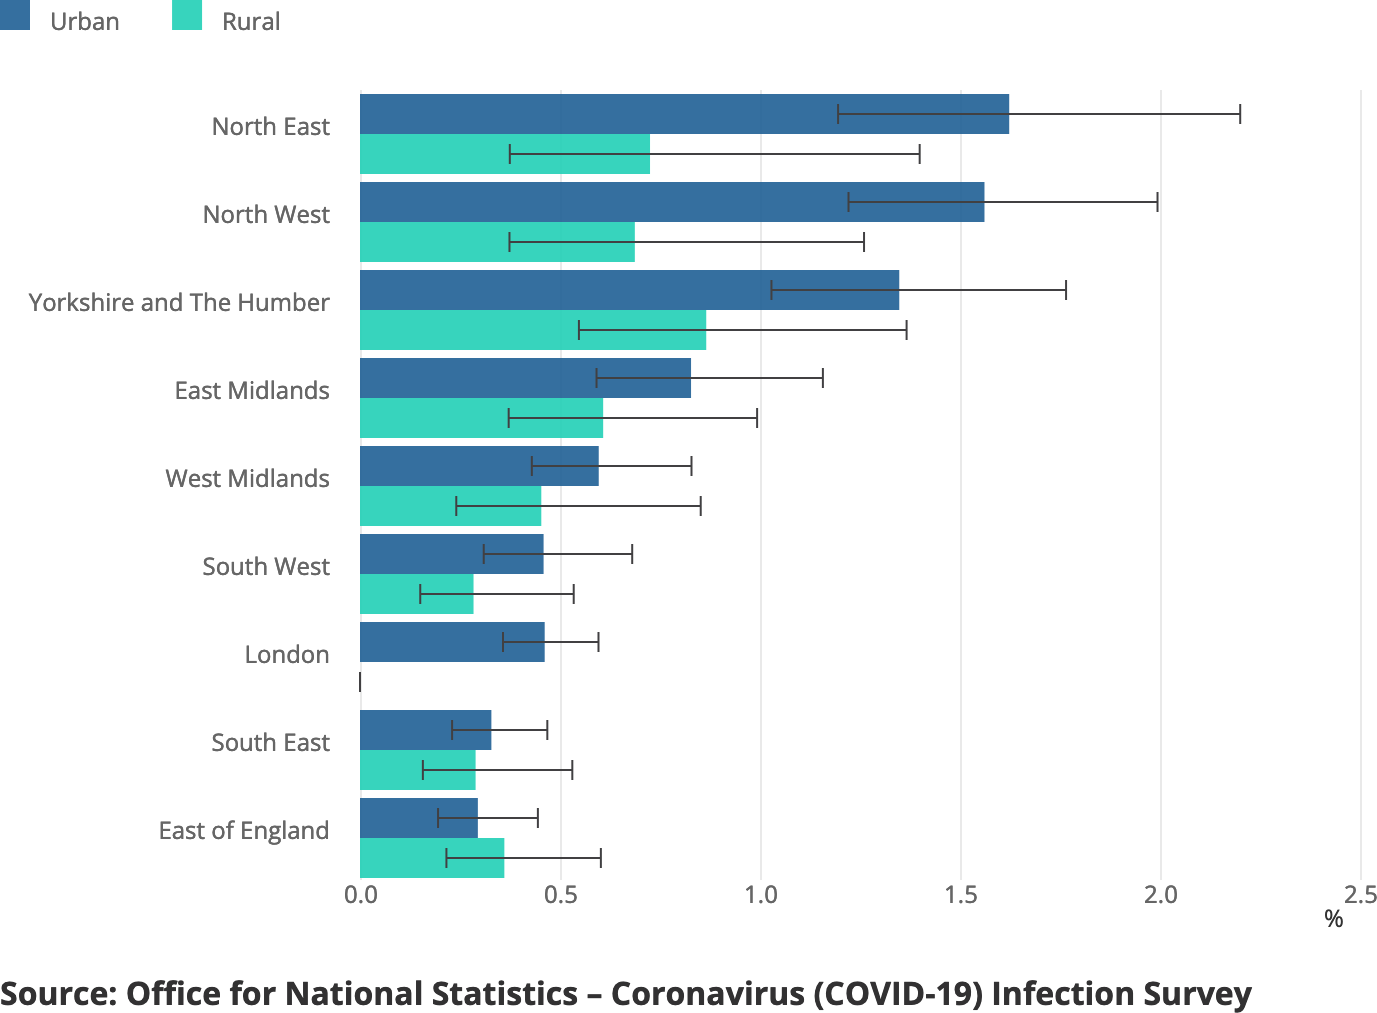 Urban Rural
North East
North West
Yorkshire and The Humber
East Midlands
West Midlands
South West
London
South East
East of England
0.0 0.5 1.0 1.5 2.0 2.5
%
Source: Office for National Statistics – Coronavirus (COVID-19) Infection Survey